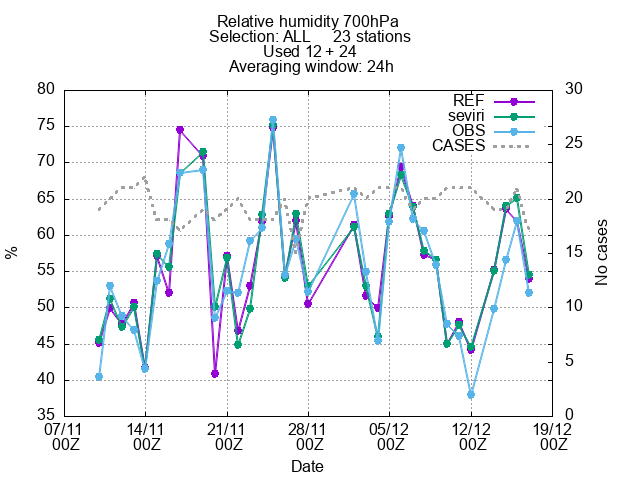 Relative humidity 700hPa
Selection: ALL 23 stations
Used 12 + 24
Averaging window: 24h
80
75
70
65
60
55
50
45
40
35
30
25
20
15
10
5
0
%
No cases
REF
seviri
OBS
CASES
07/11 14/11 21/11 28/11 05/12 12/12 19/12
00Z 00Z 00Z 00Z 00Z 00Z 00Z
Date